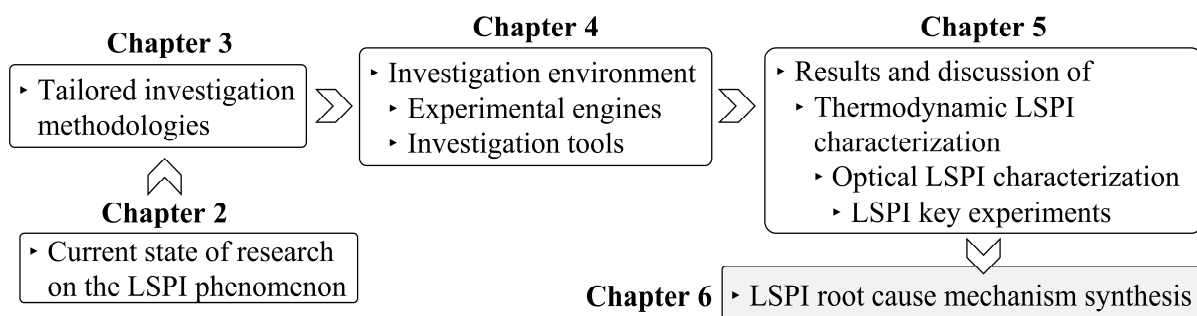 Chapter 3
‣ Tailored investigation
methodologies
Chapter 2
‣ Current state of research
on the LSPI phenomenon
Chapter 4
‣ Investigation environment
‣ Experimental engines
‣ Investigation tools
Chapter 5
‣ Results and discussion of
‣ Thermodynamic LSPI
characterization
‣ Optical LSPI characterization
‣ LSPI key experiments
Chapter 6
‣ LSPI root cause mechanism synthesis